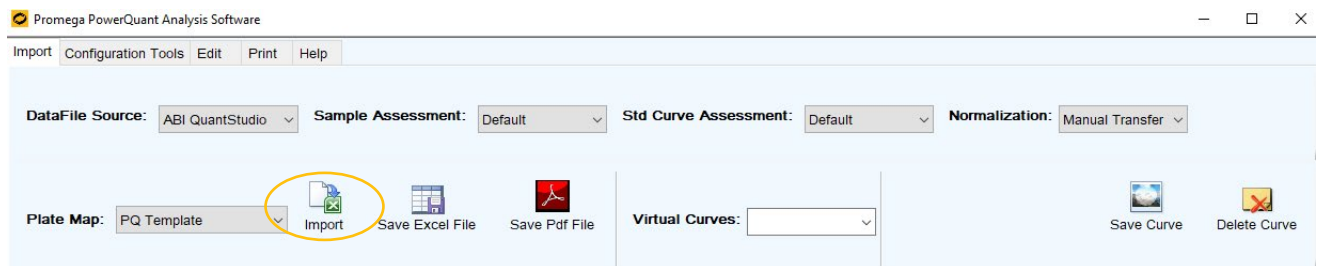 Promega PowerQuant Analysis Software
Import Configuration Tools Edit Print Help
DataFile Source: ABI QuantStudio Sample Assessment: Default Std Curve Assessment: Default Normalization: Manual Transfer
Plate Map: PQ Template Import Save Excel File Save Pdf File Virtual Curves: Save Curve Delete Curve